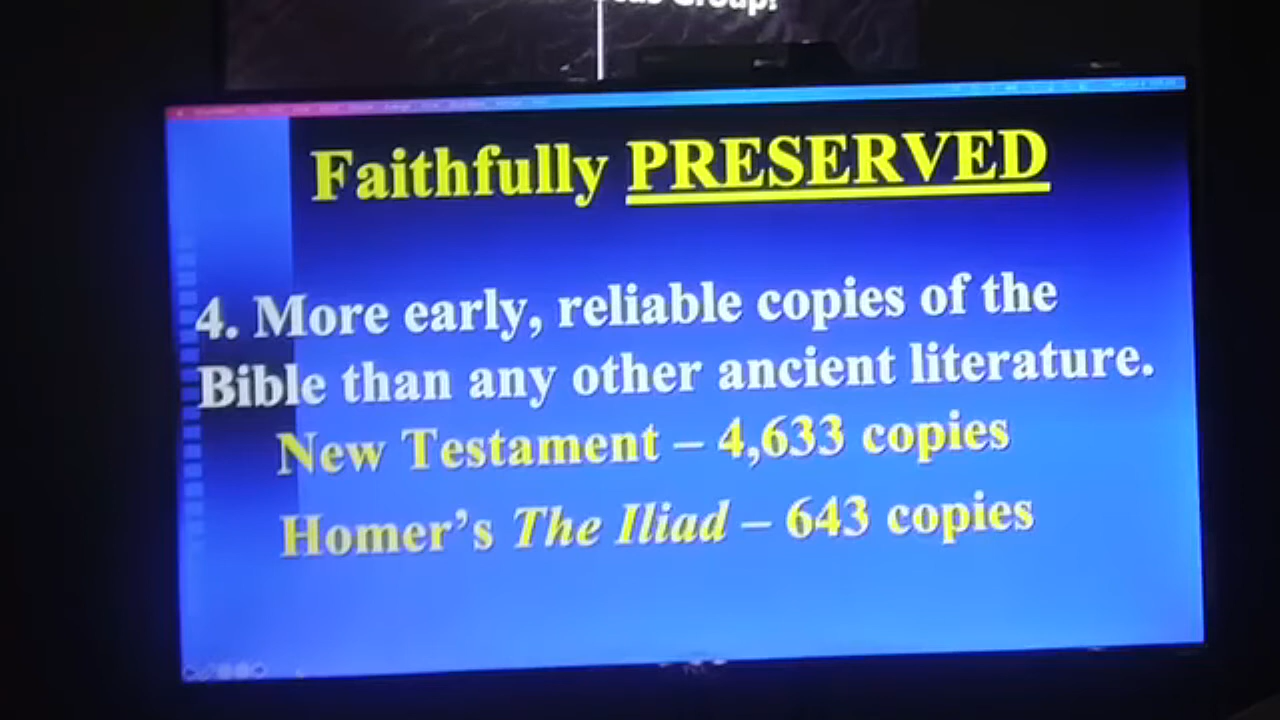 Group!
Faithfully PRESERVED
4. More early, reliable copies of the
Bible than any other ancient literature.
New Testament – 4,633 copies
Homer's The Iliad – 643 copies